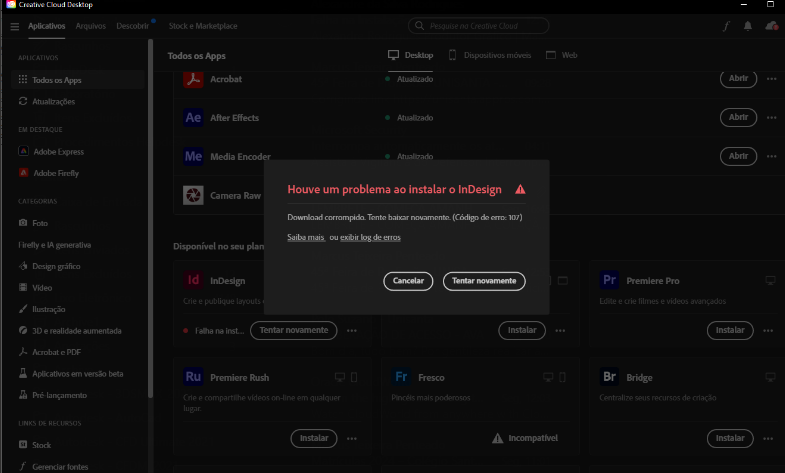 Creative Cloud Desktop
Aplicativos Arquivos Descobrir Stock e Marketplace
Pesquise na Creative Cloud
APLICATIVOS
Todos os Apps
Atualizações
EM DESTAQUE
Adobe Express
Adobe Firefly
CATEGORIAS
Foto
Firefly e IA generativa
Design gráfico
Vídeo
Ilustração
3D e realidade aumentada
Acrobat e PDF
Aplicativos em versão beta
Pré-lançamento
LINKS DE RECURSOS
Stock
Gerenciar fontes
Todos os Apps
Desktop Dispositivos móveis Web
Acrobat Atualizado Abrir
Ae After Effects Atualizado Abrir
Me Media Encoder Atualizado Abrir
Camera Raw
Houve um problema ao instalar o InDesign
Download corrompido. Tente baixar novamente. (Código de erro: 107)
Saiba mais ou exibir log de erros
Cancelar Tentar novamente
Disponível no seu plan
Id InDesign
Crie e publique layouts
Falha na inst... Tentar novamente
Instalar
Pr Premiere Pro
Edite e crie filmes e vídeos avançados
Instalar
Ru Premiere Rush
Crie e compartilhe vídeos on-line em qualquer
lugar.
Instalar
Fr Fresco
Pincéis mais poderosos
Incompatível
Br Bridge
Centralize seus recursos de criação
Instalar